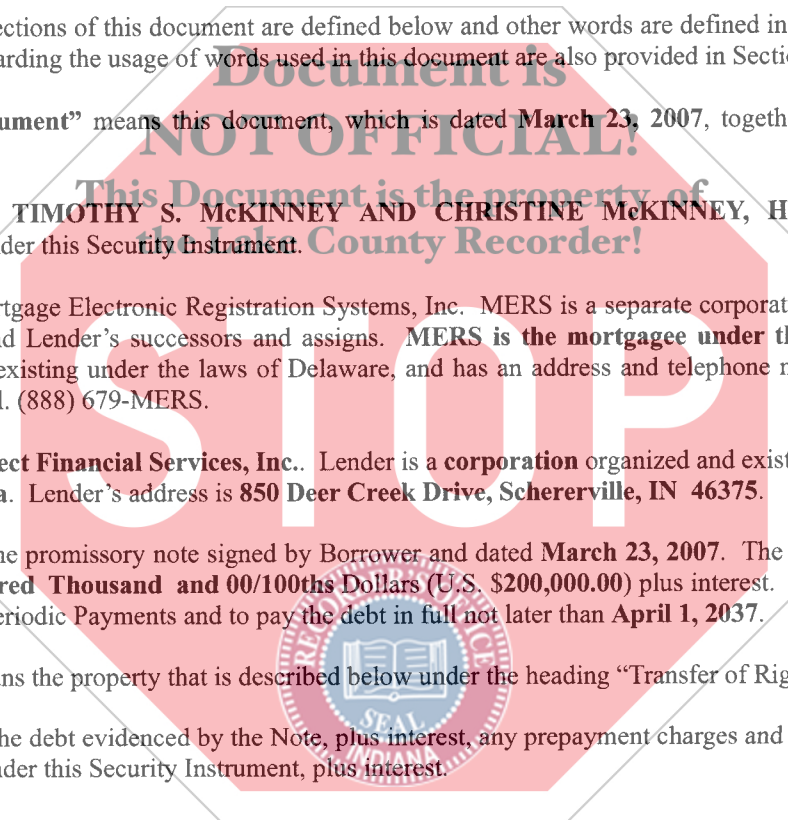 ections of this document are defined below and other words are defined in
arding the usage of words used in this document are also provided in Secti
Document is
ument” means this document, which is dated March 23, 2007, togeth
NOT OFFICIAL!
This Document is the property of
TIMOTHY S. McKINNEY AND CHRISTINE McKINNEY, H
the Lake County Recorder!
der this Security Instrument.
rtgage Electronic Registration Systems, Inc. MERS is a separate corporat
d Lender’s successors and assigns. MERS is the mortgagee under t
existing under the laws of Delaware, and has an address and telephone n
l. (888) 679-MERS.
STOP
ect Financial Services, Inc.. Lender is a corporation organized and exist
a. Lender’s address is 850 Deer Creek Drive, Schererville, IN 46375.
he promissory note signed by Borrower and dated March 23, 2007. The
red Thousand and 00/100ths Dollars (U.S. $200,000.00) plus interest.
eriodic Payments and to pay the debt in full not later than April 1, 2037.
ns the property that is described below under the heading “Transfer of Rig
he debt evidenced by the Note, plus interest, any prepayment charges and
der this Security Instrument, plus interest.
RECORDER'S OFFICE
SEAL
INDIANA